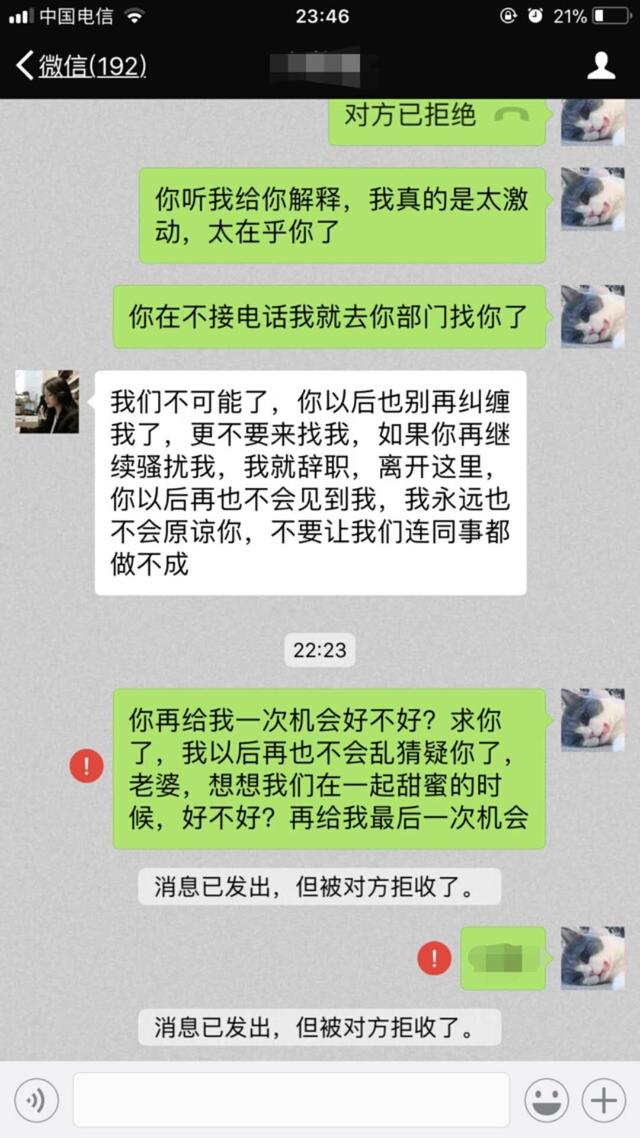 中国电信
23:46
21%
微信(192)
对方已拒绝
你听我给你解释，我真的是太激
动，太在乎你了
你在不接电话我就去你部门找你了
我们不可能了，你以后也别再纠缠
我了，更不要来找我，如果你再继
续骚扰我，我就辞职，离开这里，
你以后再也不会见到我，我永远也
不会原谅你，不要让我们连同事都
做不成
22:23
你再给我一次机会好不好？求你
了，我以后再也不会乱猜疑你了，
老婆，想想我们在一起甜蜜的时
候，好不好？再给我最后一次机会
消息已发出，但被对方拒收了。
消息已发出，但被对方拒收了。